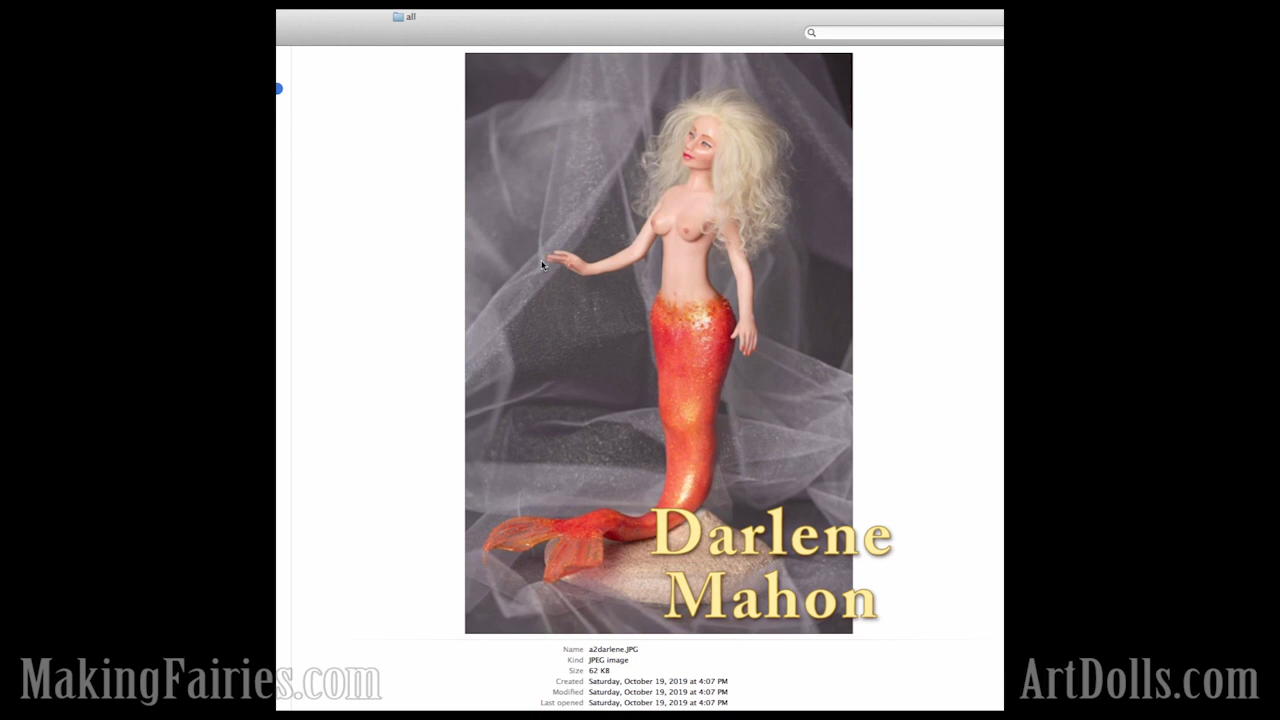 all
Darlene
Mahon
Name a2darlene.JPG
Kind JPEG image
Size 62 KB
Created Saturday, October 19, 2019 at 4:07 PM
Modified Saturday, October 19, 2019 at 4:07 PM
Last opened Saturday, October 19, 2019 at 4:07 PM
MakingFairies.com
ArtDolls.com